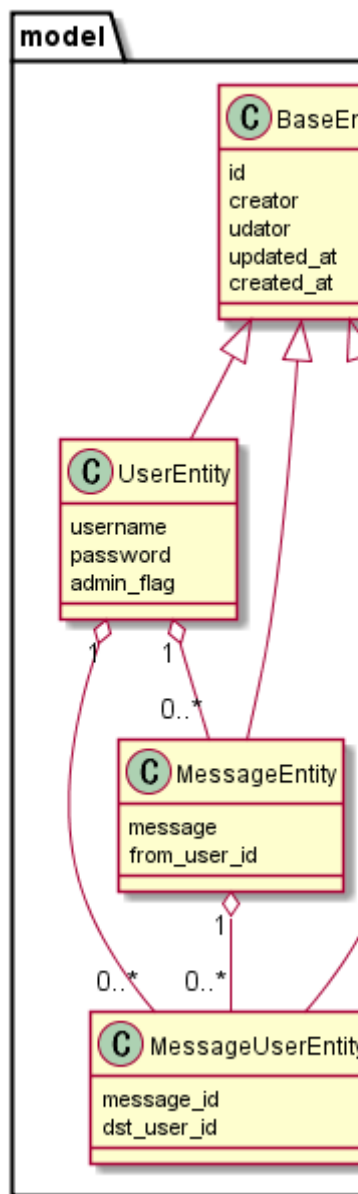 model
C BaseEn
id
creator
udator
updated_at
created_at
C UserEntity
username
password
admin_flag
1
1
0..*
C MessageEntity
message
from_user_id
1
0..*
0..*
C MessageUserEntity
message_id
dst_user_id